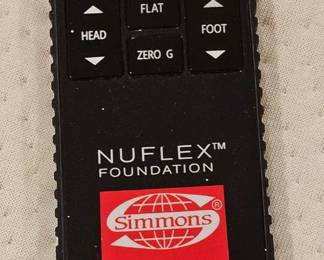 FLAT
HEAD
FOOT
ZERO G
NUFLEX™
FOUNDATION
Simmons®